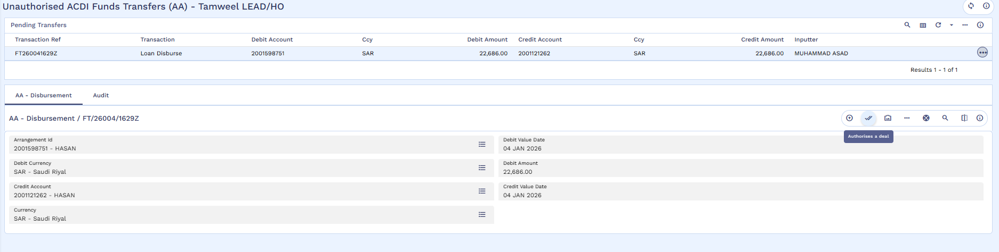 Unauthorised ACDI Funds Transfers (AA) - Tamweel LEAD/HO
Pending Transfers
Transaction Ref Transaction Debit Account Ccy Debit Amount Credit Account Ccy Credit Amount Inputter
FT260041629Z Loan Disburse 2001598751 SAR 22,686.00 2001121262 SAR 22,686.00 MUHAMMAD ASAD
Results 1 - 1 of 1
AA - Disbursement Audit
AA - Disbursement / FT/26004/1629Z
Authorises a deal
Arrangement Id Debit Value Date
2001598751 - HASAN 04 JAN 2026
Debit Currency Debit Amount
SAR - Saudi Riyal 22,686.00
Credit Account Credit Value Date
2001121262 - HASAN 04 JAN 2026
Currency
SAR - Saudi Riyal